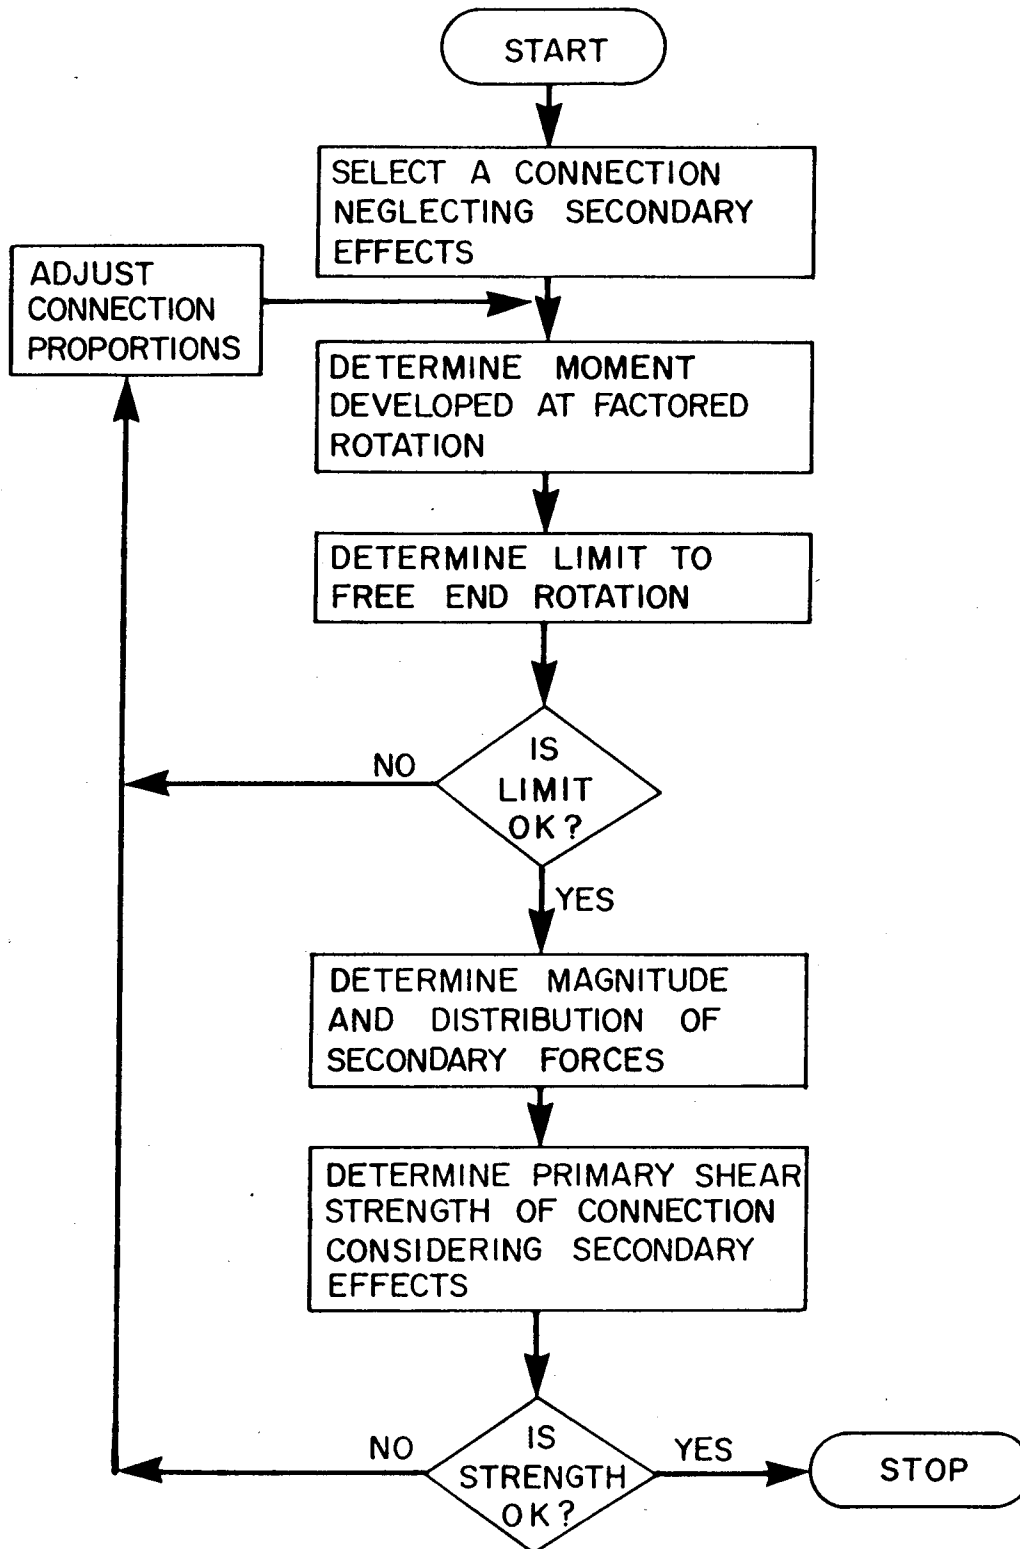 START
SELECT A CONNECTION
NEGLECTING SECONDARY
EFFECTS
ADJUST
CONNECTION
PROPORTIONS
DETERMINE MOMENT
DEVELOPED AT FACTORED
ROTATION
DETERMINE LIMIT TO
FREE END ROTATION
IS
LIMIT
OK?
NO
YES
DETERMINE MAGNITUDE
AND DISTRIBUTION OF
SECONDARY FORCES
DETERMINE PRIMARY SHEAR
STRENGTH OF CONNECTION
CONSIDERING SECONDARY
EFFECTS
IS
STRENGTH
OK?
NO
YES
STOP